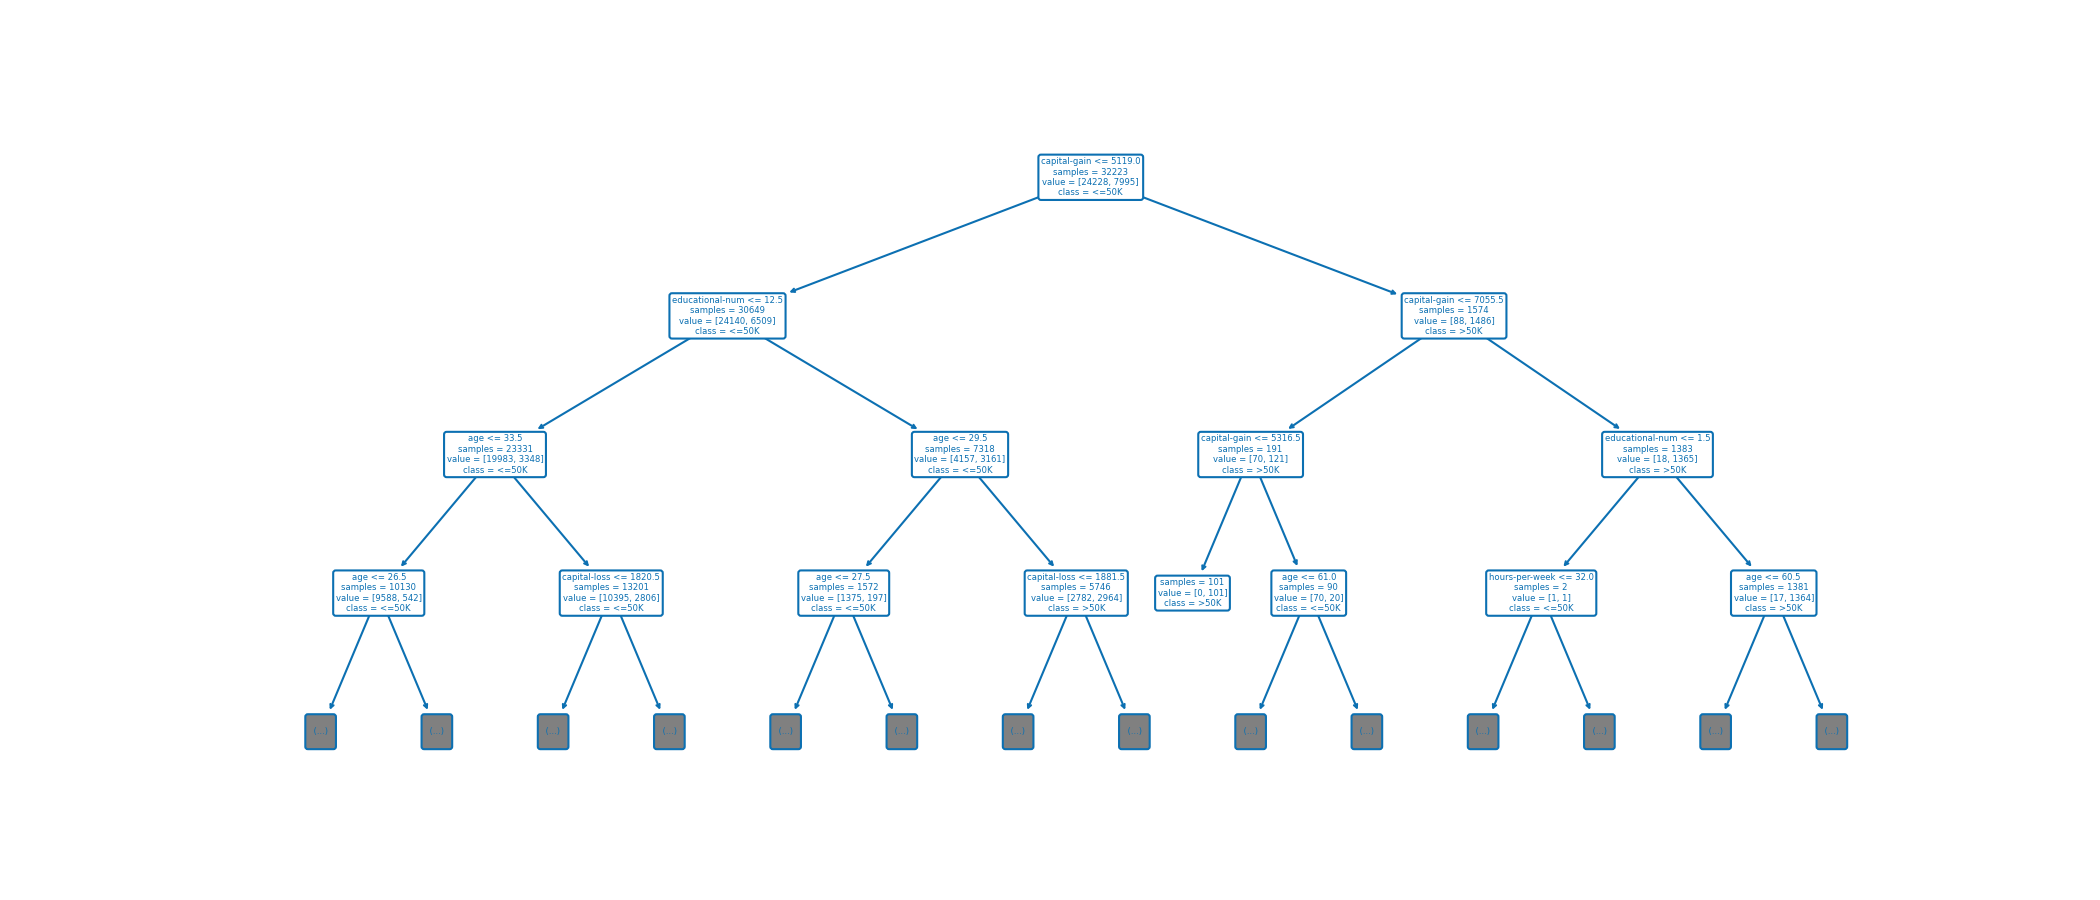 capital-gain <= 5119.0
samples = 32223
value = [24228, 7995]
class = <=50K
educational-num <= 12.5
samples = 30649
value = [24140, 6509]
class = <=50K
capital-gain <= 7055.5
samples = 1574
value = [88, 1486]
class = >50K
age <= 33.5
samples = 23331
value = [19983, 3348]
class = <=50K
age <= 29.5
samples = 7318
value = [4157, 3161]
class = <=50K
capital-gain <= 5316.5
samples = 191
value = [70, 121]
class = >50K
educational-num <= 1.5
samples = 1383
value = [18, 1365]
class = >50K
age <= 26.5
samples = 10130
value = [9588, 542]
class = <=50K
capital-loss <= 1820.5
samples = 13201
value = [10395, 2806]
class = <=50K
age <= 27.5
samples = 1572
value = [1375, 197]
class = <=50K
capital-loss <= 1881.5
samples = 5746
value = [2782, 2964]
class = >50K
samples = 101
value = [0, 101]
class = >50K
age <= 61.0
samples = 90
value = [70, 20]
class = <=50K
hours-per-week <= 32.0
samples = 2
value = [1, 1]
class = <=50K
age <= 60.5
samples = 1381
value = [17, 1364]
class = >50K
(...)
(...)
(...)
(...)
(...)
(...)
(...)
(...)
(...)
(...)
(...)
(...)
(...)
(...)